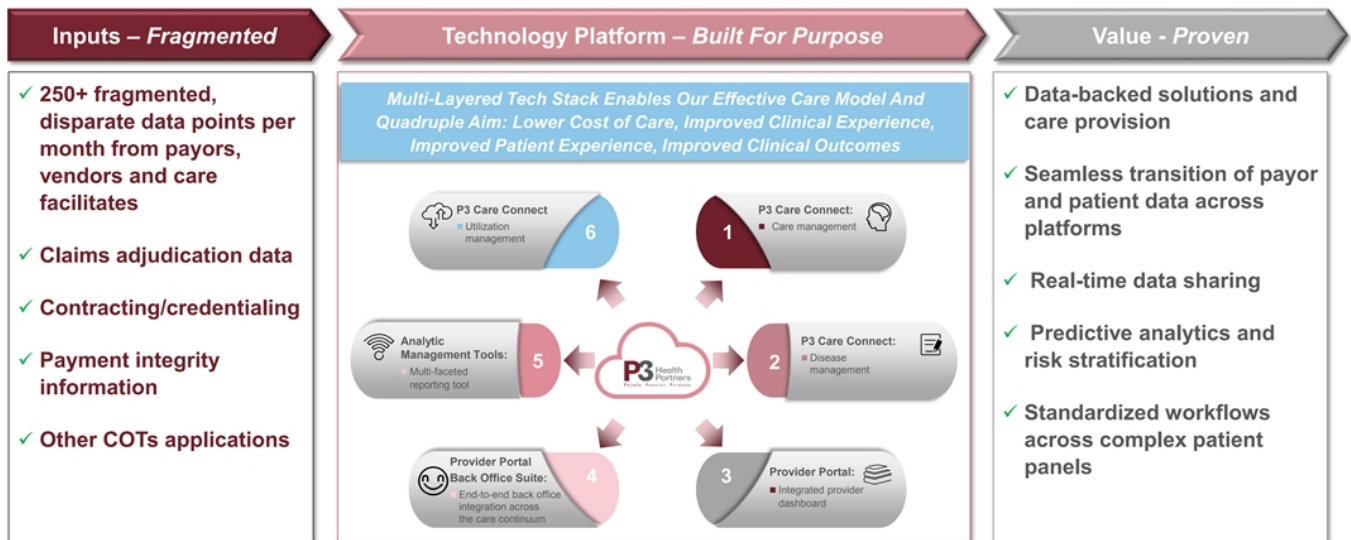 Inputs – Fragmented
Technology Platform – Built For Purpose
Value - Proven
✓ 250+ fragmented,
disparate data points per
month from payors,
vendors and care
facilitates
✓ Claims adjudication data
✓ Contracting/credentialing
✓ Payment integrity
information
✓ Other COTs applications
Multi-Layered Tech Stack Enables Our Effective Care Model And
Quadruple Aim: Lower Cost of Care, Improved Clinical Experience,
Improved Patient Experience, Improved Clinical Outcomes
P3 Care Connect
Utilization
management
6
1
P3 Care Connect:
Care management
Analytic
Management Tools:
Multi-faceted
reporting tool
5
P3 Health
Partners
People. Passion. Purpose.
2
P3 Care Connect:
Disease
management
Provider Portal
Back Office Suite:
End-to-end back office
integration across
the care continuum
4
3
Provider Portal:
Integrated provider
dashboard
✓ Data-backed solutions and
care provision
✓ Seamless transition of payor
and patient data across
platforms
✓ Real-time data sharing
✓ Predictive analytics and
risk stratification
✓ Standardized workflows
across complex patient
panels